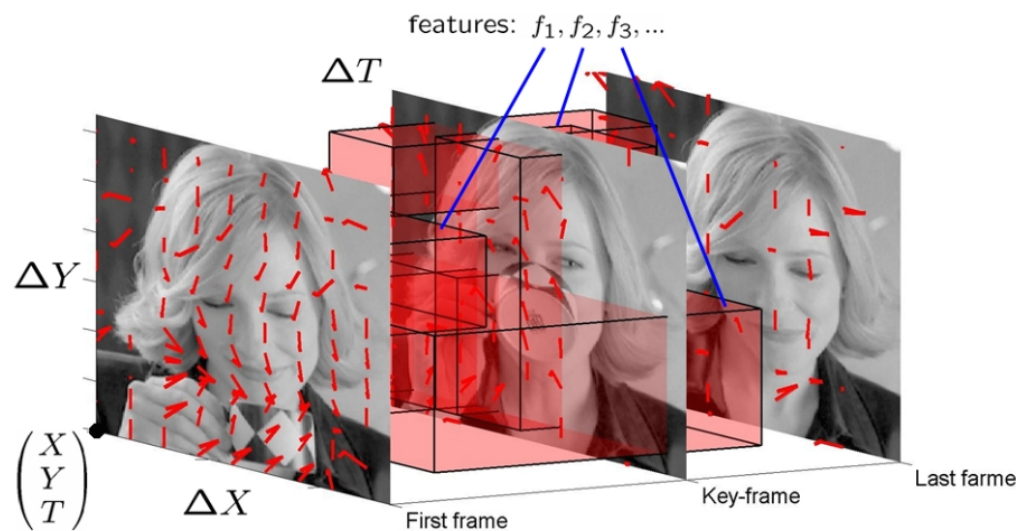 features: f₁, f₂, f₃, ...
ΔT
ΔY
ΔX
(X
Y
T)
First frame
Key-frame
Last farme